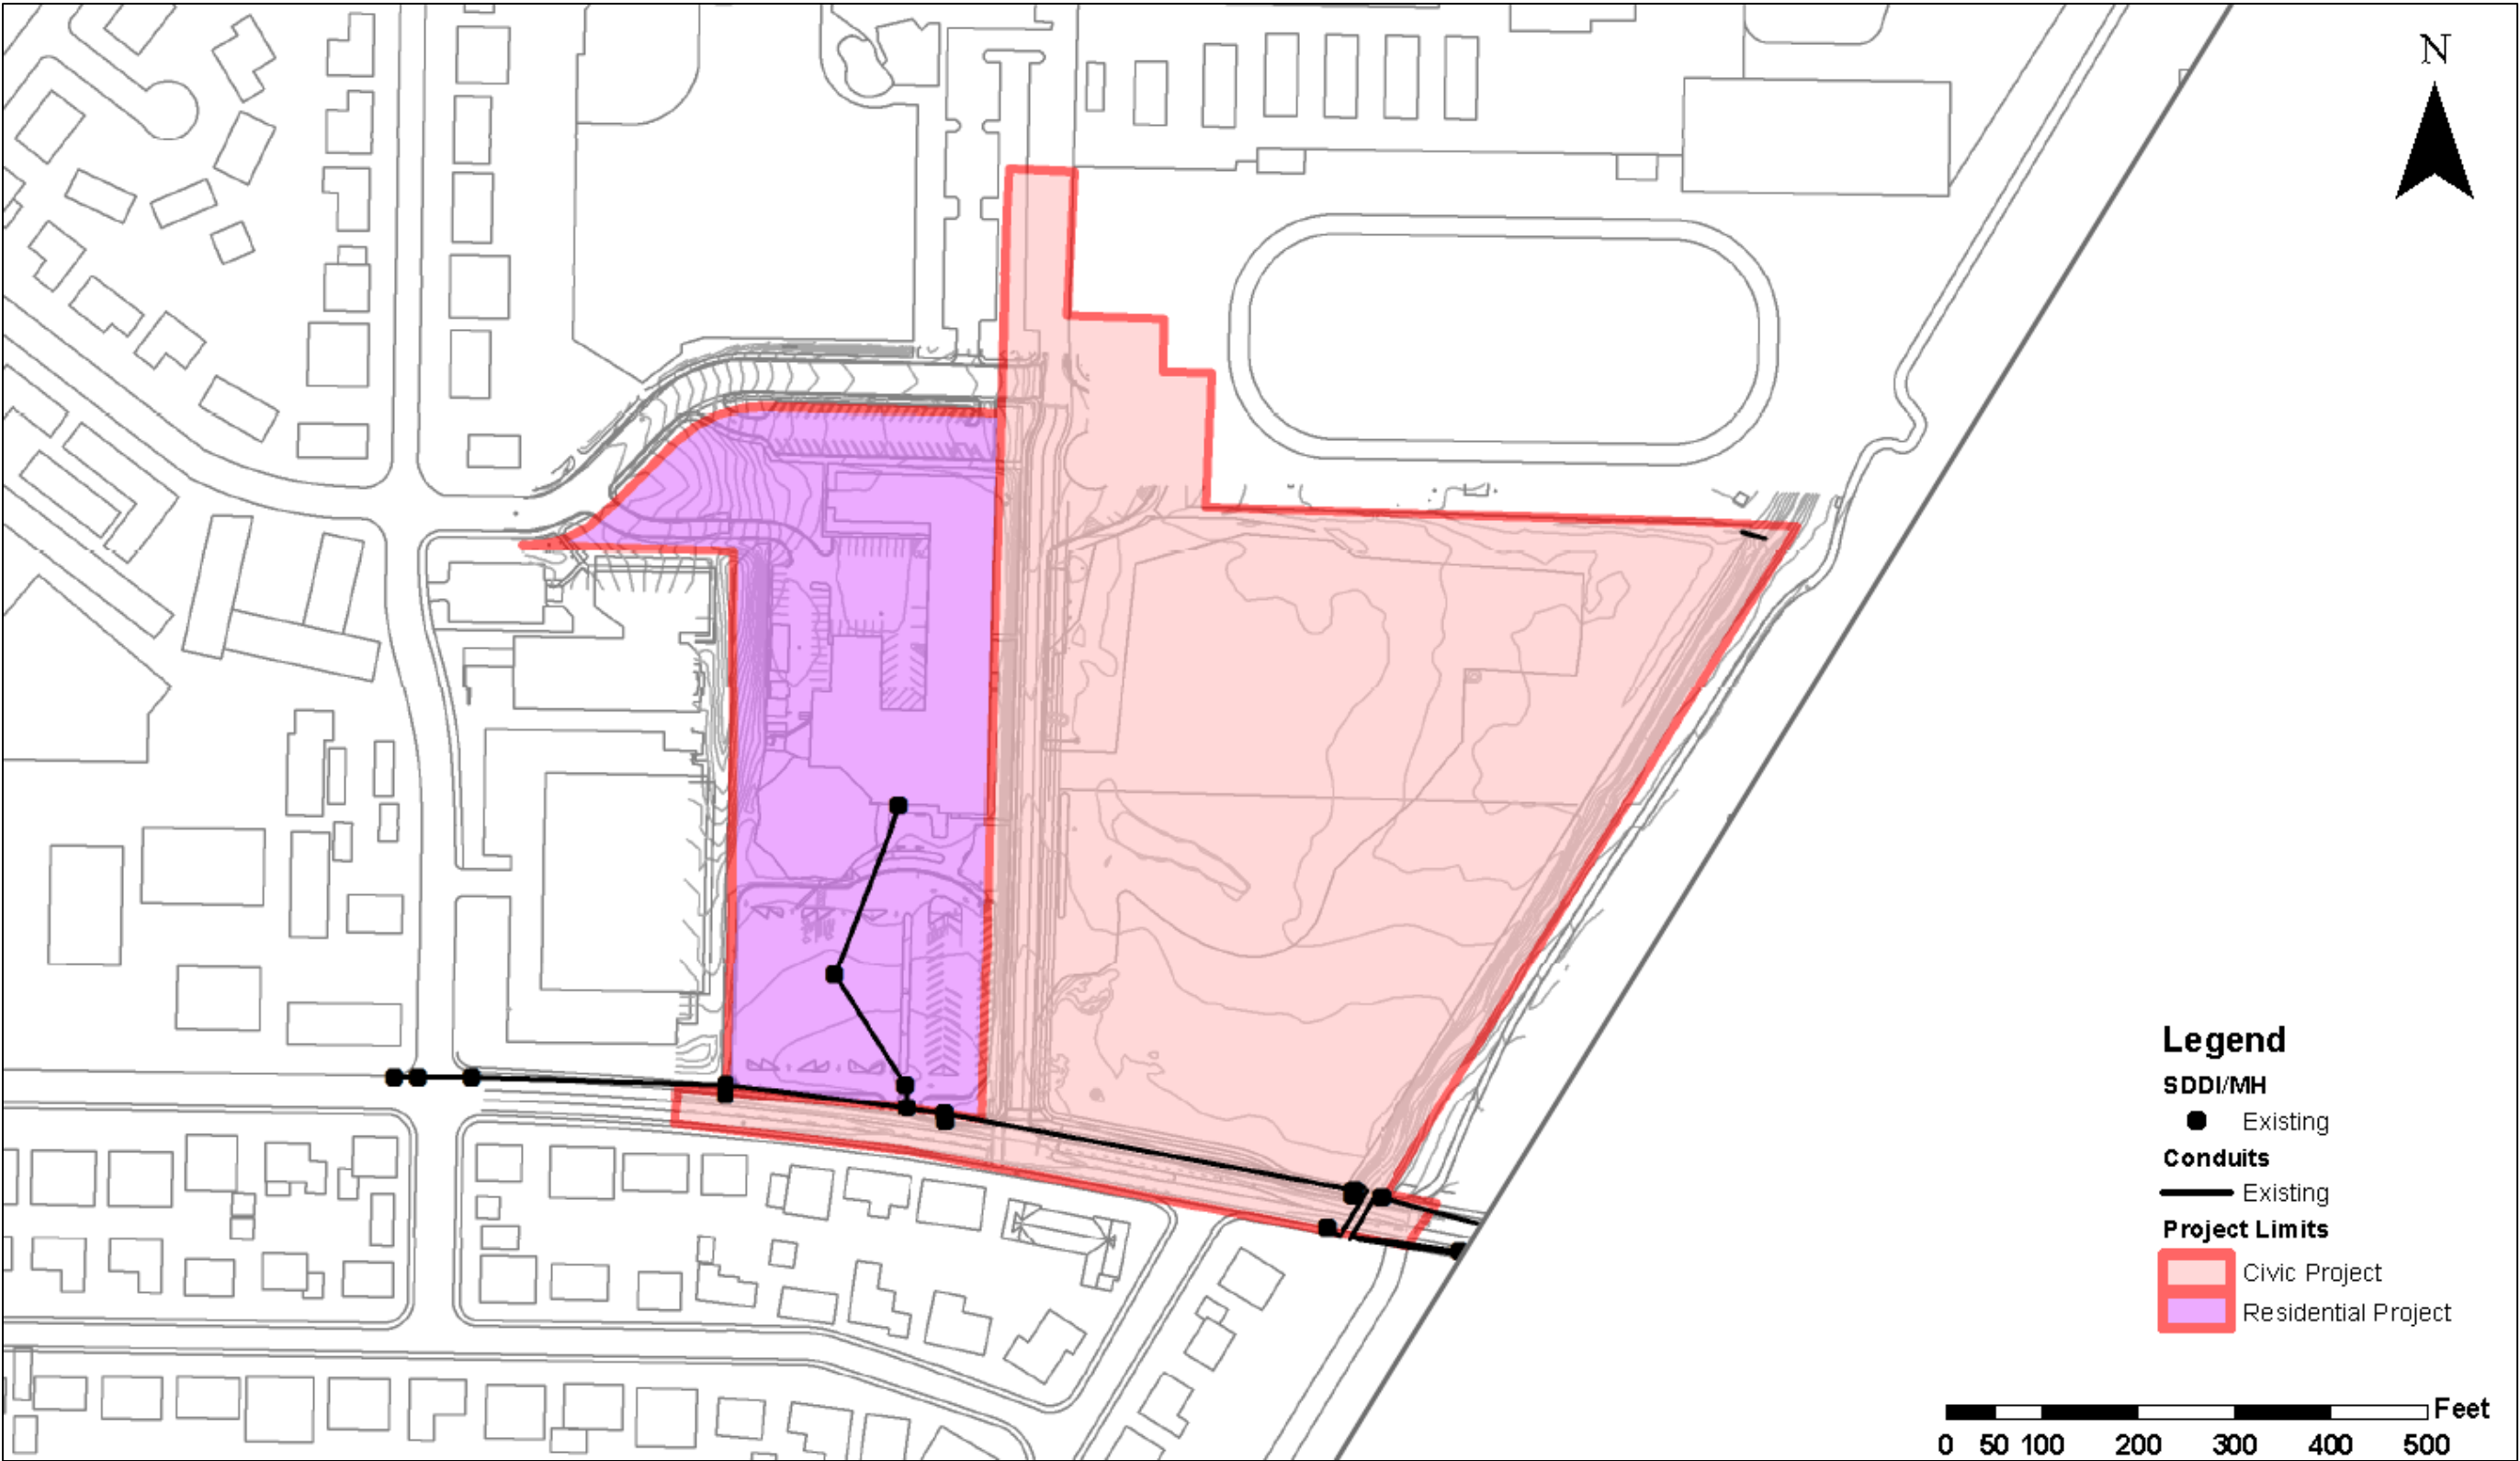 N
Legend
SDDI/MH
Existing
Conduits
Existing
Project Limits
Civic Project
Residential Project
Feet
0 50 100 200 300 400 500